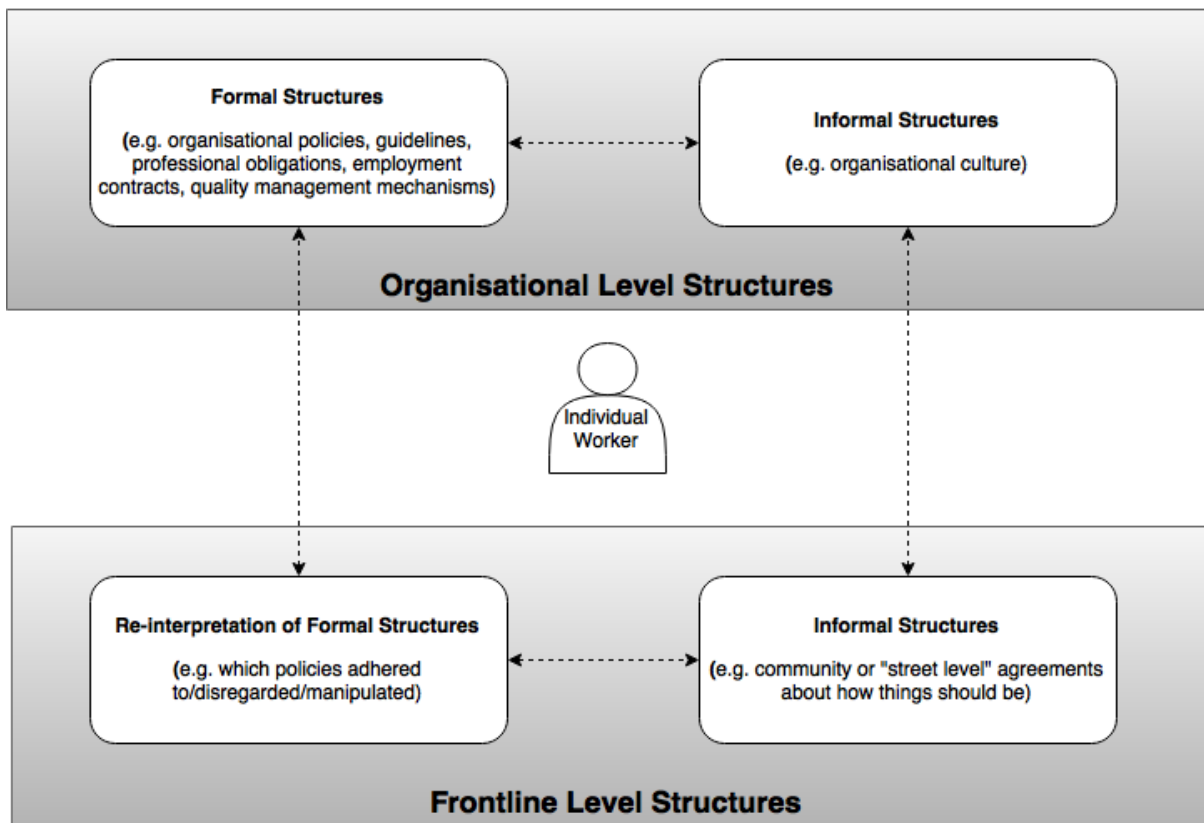 Formal Structures
(e.g. organisational policies, guidelines,
professional obligations, employment
contracts, quality management mechanisms)
Informal Structures
(e.g. organisational culture)
Organisational Level Structures
Individual
Worker
Re-interpretation of Formal Structures
(e.g. which policies adhered
to/disregarded/manipulated)
Informal Structures
(e.g. community or "street level" agreements
about how things should be)
Frontline Level Structures